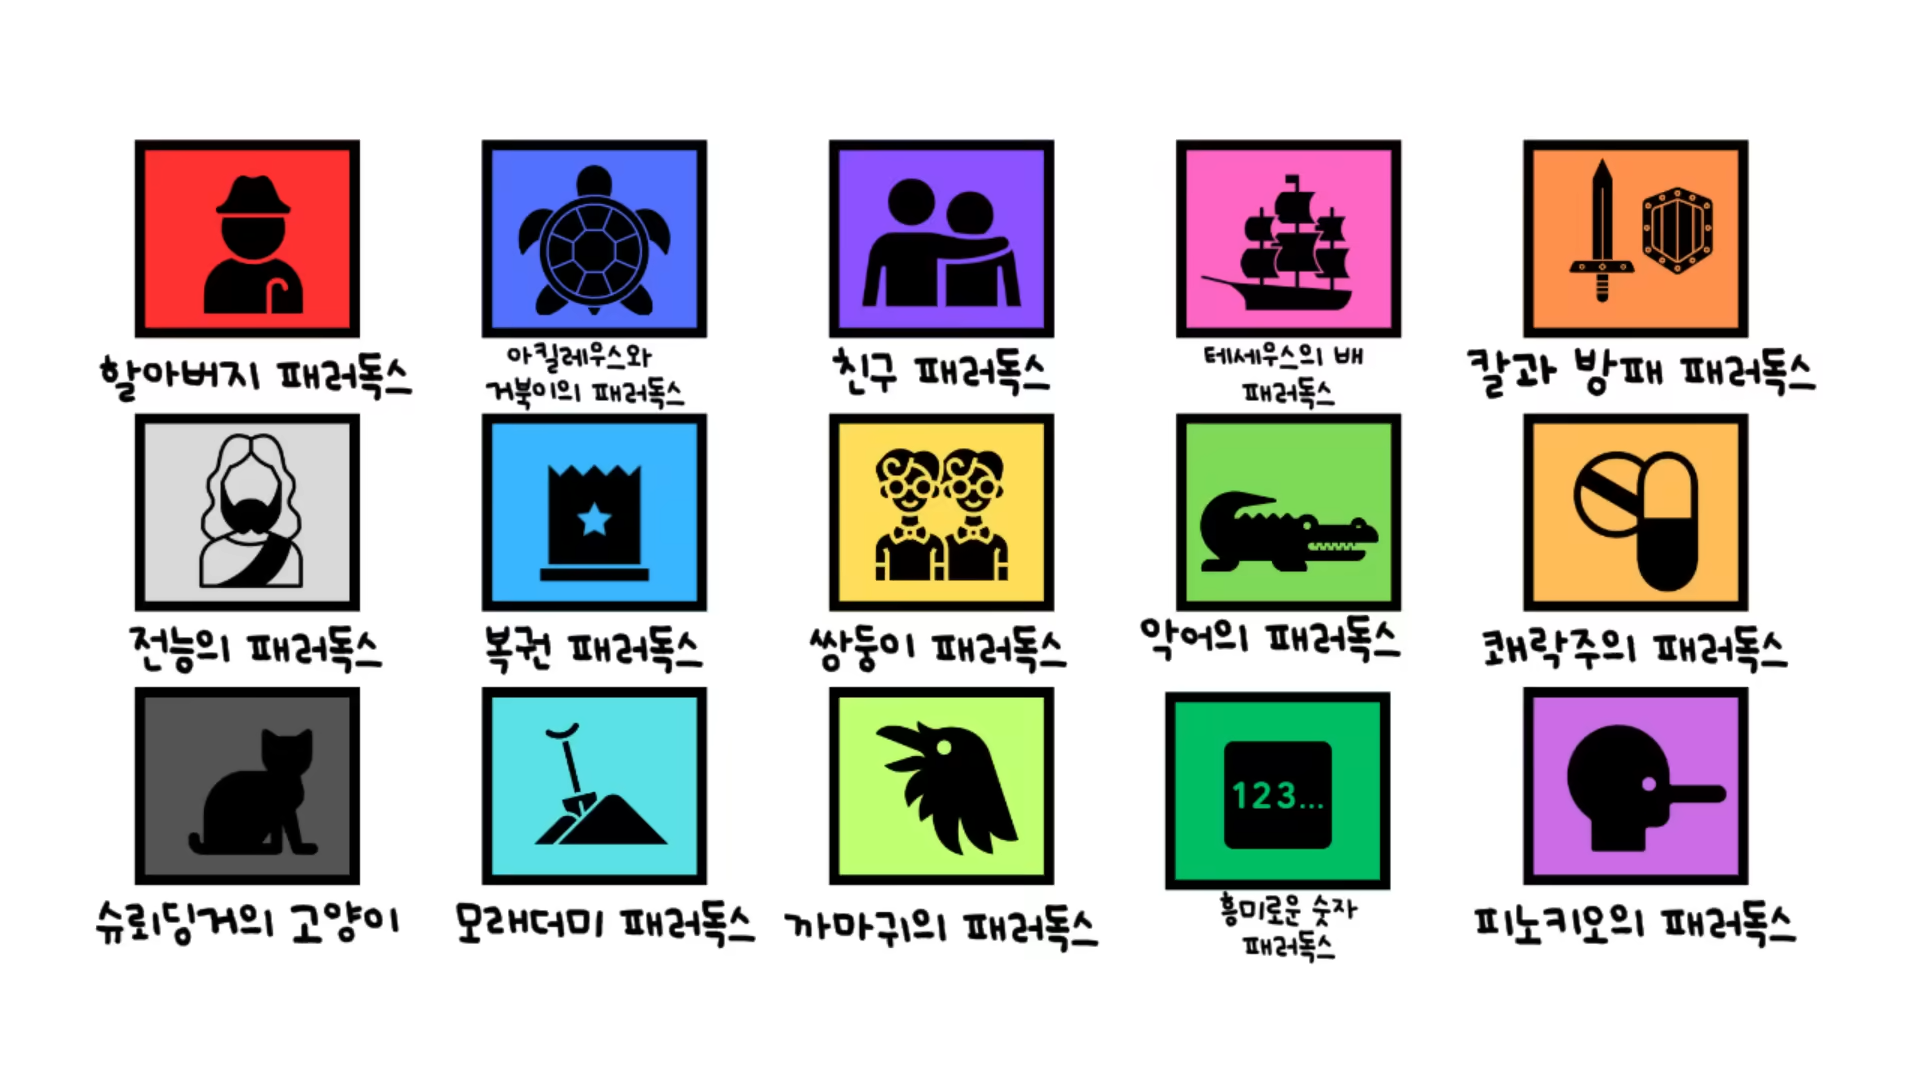 할아버지 패러독스
아킬레우스와
거북이의 패러독스
친구 패러독스
테세우스의 배
패러독스
칼과 방패 패러독스
전능의 패러독스
복권 패러독스
쌍둥이 패러독스
악어의 패러독스
쾌락주의 패러독스
슈뢰딩거의 고양이
모래더미 패러독스
까마귀의 패러독스
123...
흥미로운 숫자
패러독스
피노키오의 패러독스